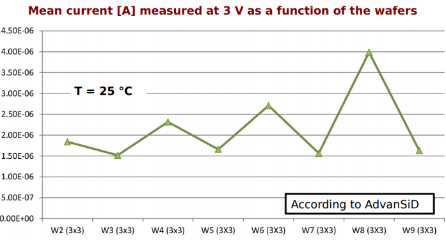 Mean current [A] measured at 3 V as a function of the wafers
4.50E-06
4.00E-06
3.50E-06
3.00E-06
2.50E-06
2.00E-06
1.50E-06
1.00E-06
5.00E-07
0.00E+00
T = 25 °C
According to AdvanSiD
W2 (3x3) W3 (3X3) W4 (3X3) W5 (3X3) W6 (3X3) W7 (3X3) W8 (3X3) W9 (3X3)